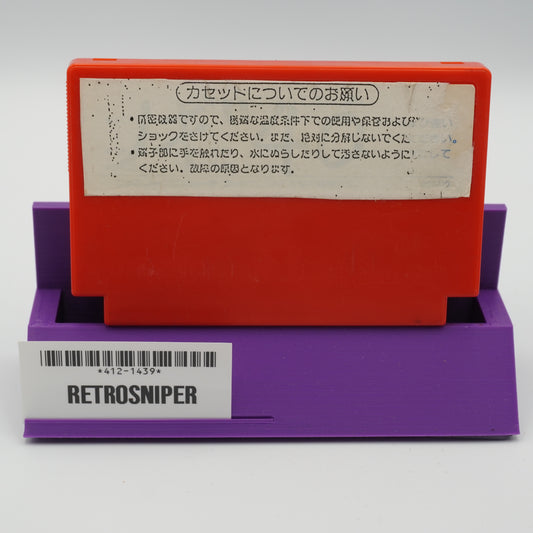 カセットについてのお願い
• 精密機器ですので、極端な温度条件下での使用や保管および
ショックをさけてください。また、絶対に分解しないでください。
• 端子部に手を触れたり、水にぬらしたりして汚さないように
ください。故障の原因となります。
*412-1439*
RETROSNIPER